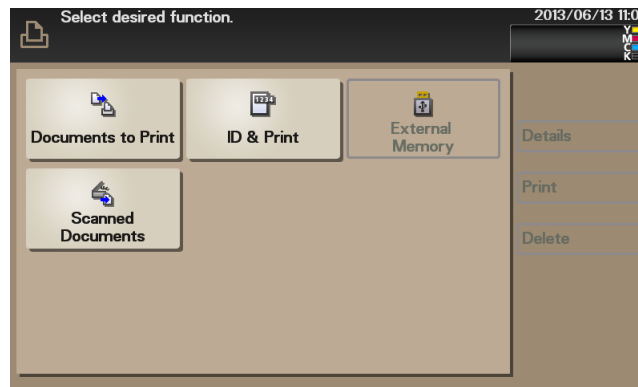 Select desired function.
2013/06/13 11:0
Y
M
C
K
Documents to Print
ID & Print
External
Memory
Details
Print
Scanned
Documents
Delete